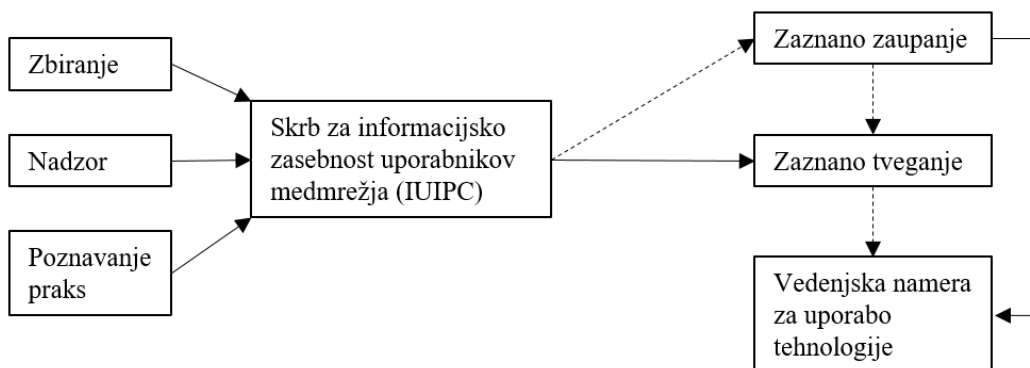 Zbiranje
Nadzor
Poznavanje
praks
Skrb za informacijsko
zasebnost uporabnikov
medmrežja (IUIPC)
Zaznano zaupanje
Zaznano tveganje
Vedenjska namera
za uporabo
tehnologije